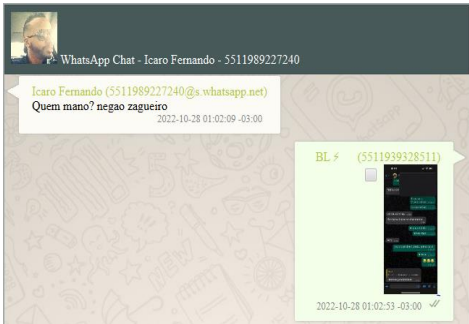 WhatsApp Chat - Icaro Fernando - 5511989227240
Icaro Fernando (5511989227240@s.whatsapp.net)
Quem mano? negao zagueiro
2022-10-28 01:02:09 -03:00
BL⚡ (5511939328511)
2022-10-28 01:02:53 -03:00